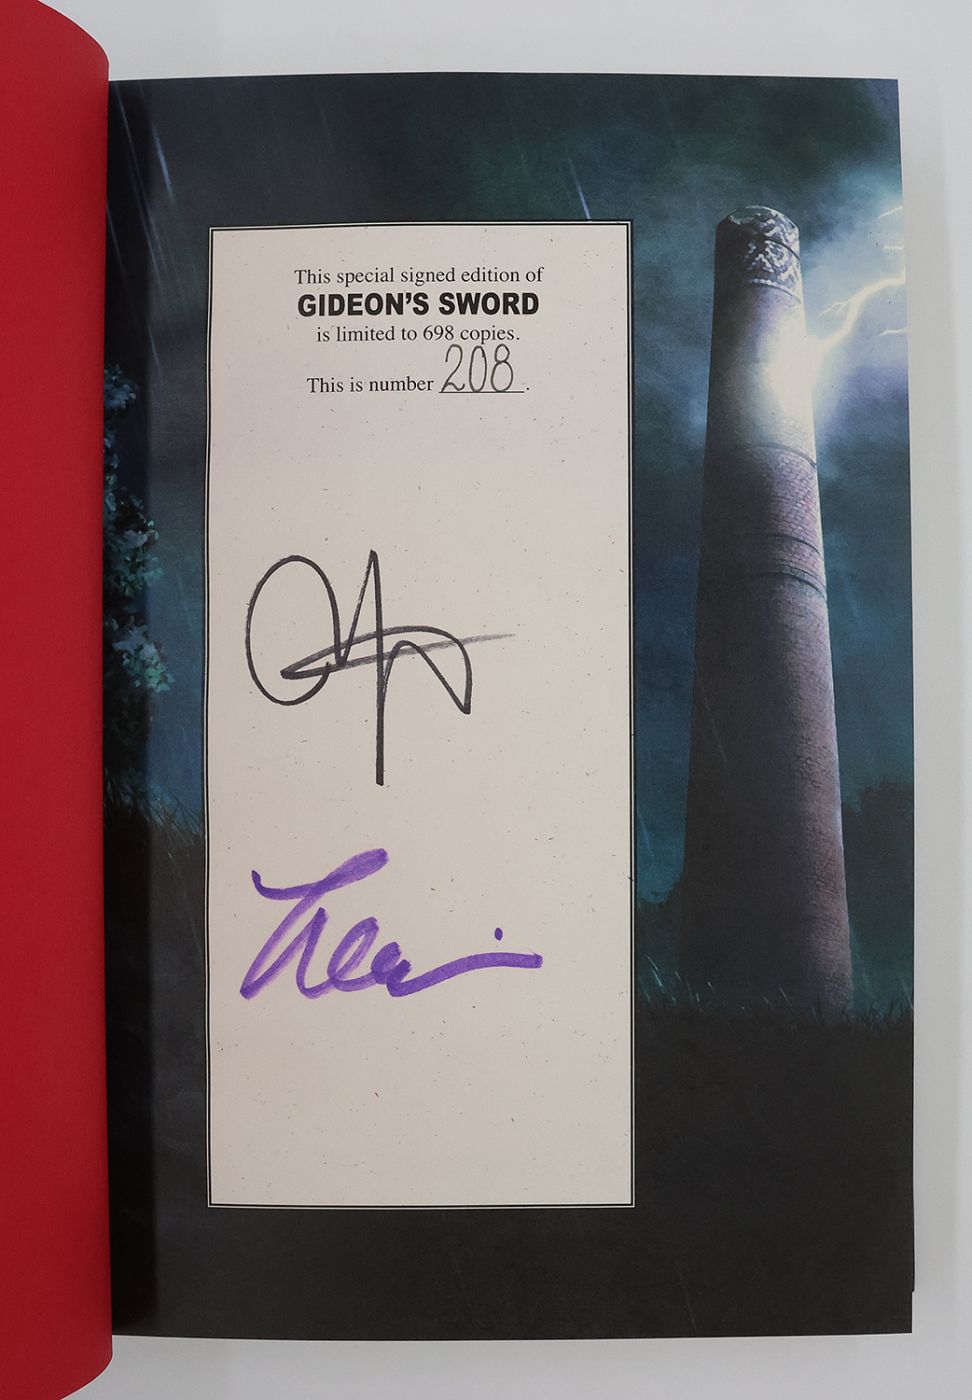 This special signed edition of
GIDEON'S SWORD
is limited to 698 copies.
This is number 208.